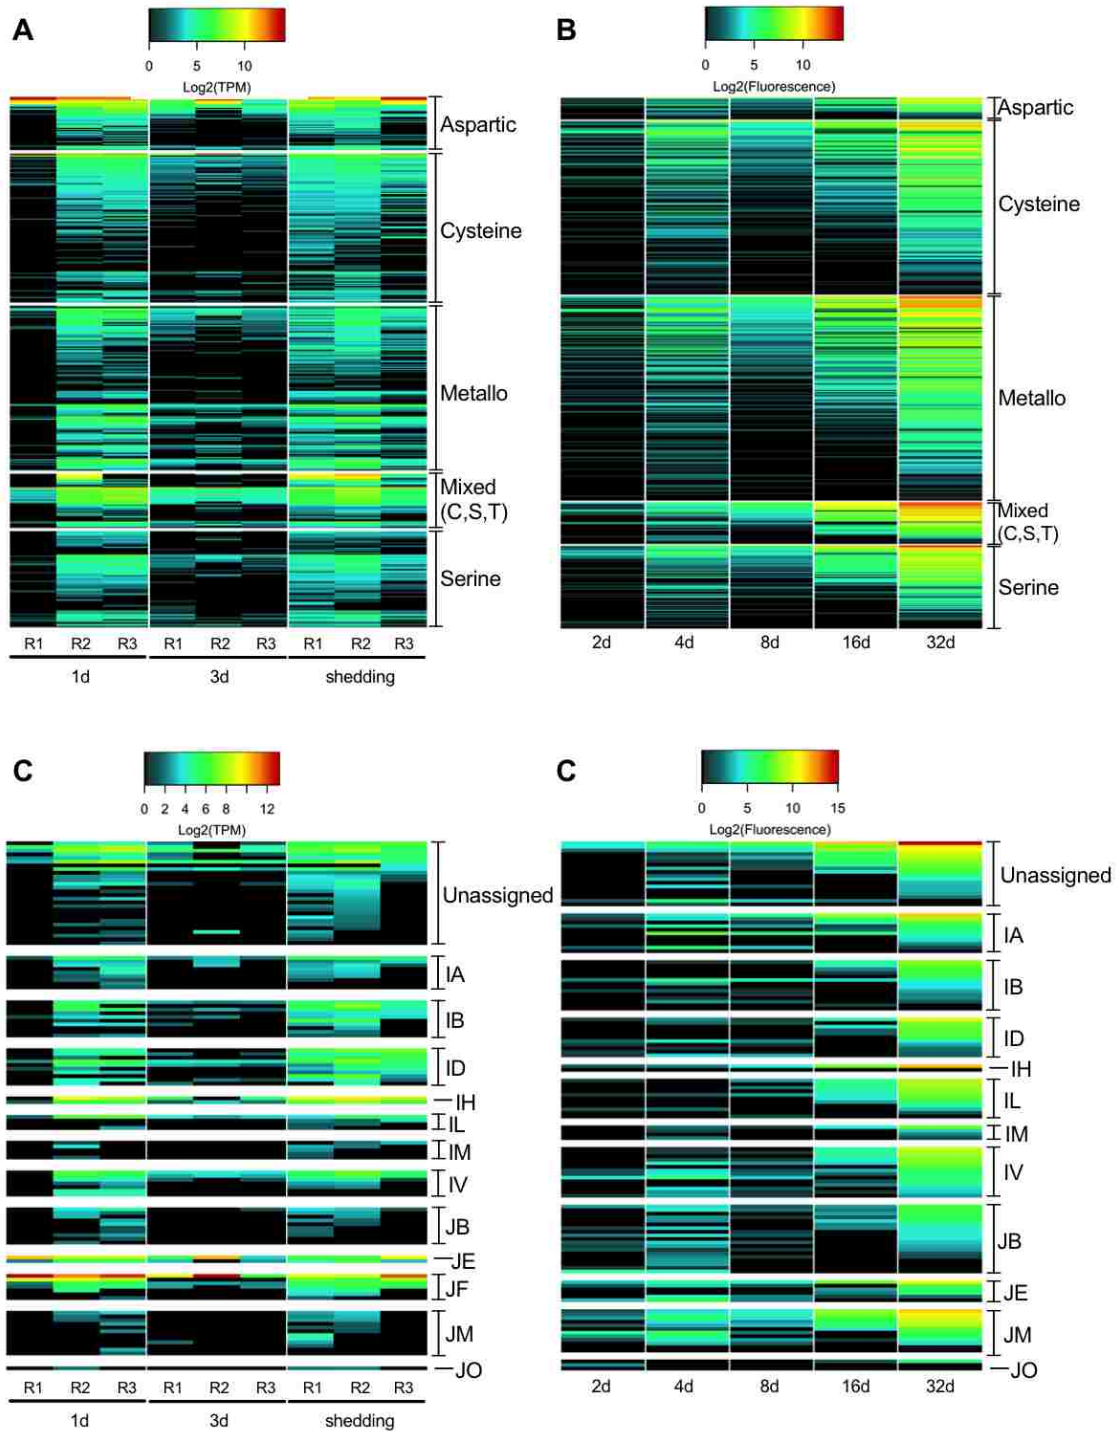 A
0 5 10
Log2(TPM)
Aspartic
Cysteine
Metallo
Mixed
(C,S,T)
Serine
R1 R2 R3 R1 R2 R3 R1 R2 R3
1d 3d shedding
B
0 5 10
Log2(Fluorescence)
Aspartic
Cysteine
Metallo
Mixed
(C,S,T)
Serine
2d 4d 8d 16d 32d
C
0 2 4 6 8 12
Log2(TPM)
Unassigned
IA
IB
ID
IH
IL
IM
IV
JB
JE
JF
JM
JO
R1 R2 R3 R1 R2 R3 R1 R2 R3
1d 3d shedding
C
0 5 10 15
Log2(Fluorescence)
Unassigned
IA
IB
ID
IH
IL
IM
IV
JB
JE
JM
JO
2d 4d 8d 16d 32d